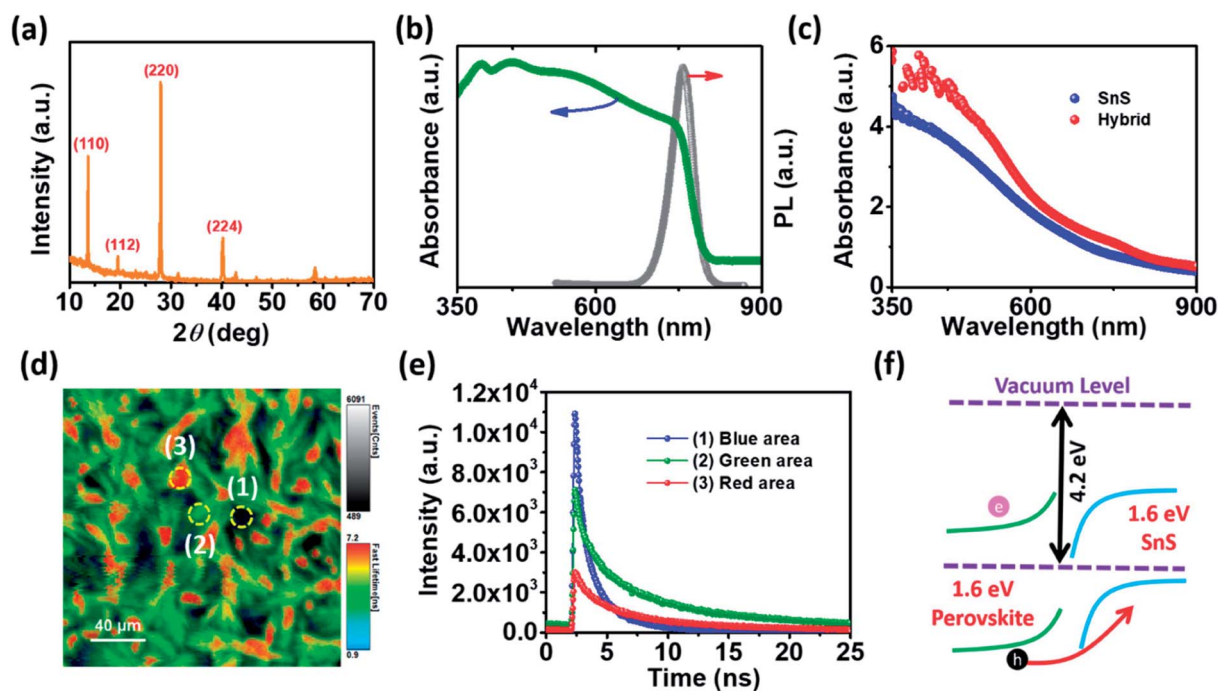 (a)
Intensity (a.u.)
(110)
(112)
(220)
(224)
10 20 30 40 50 60 70
2θ (deg)
(b)
Absorbance (a.u.)
PL (a.u.)
350 600 900
Wavelength (nm)
(c)
Absorbance (a.u.)
6
4
2
0
SnS
Hybrid
350 600 900
Wavelength (nm)
(d)
(3)
(1)
(2)
40 µm
6091
Events[Cnts]
489
7.2
Fast Lifetime[ns]
0.9
(e)
Intensity (a.u.)
1.2x10⁴
1.0x10⁴
8.0x10³
6.0x10³
4.0x10³
2.0x10³
0.0
(1) Blue area
(2) Green area
(3) Red area
0 5 10 15 20 25
Time (ns)
(f)
Vacuum Level
4.2 eV
e
1.6 eV
SnS
1.6 eV
Perovskite
h